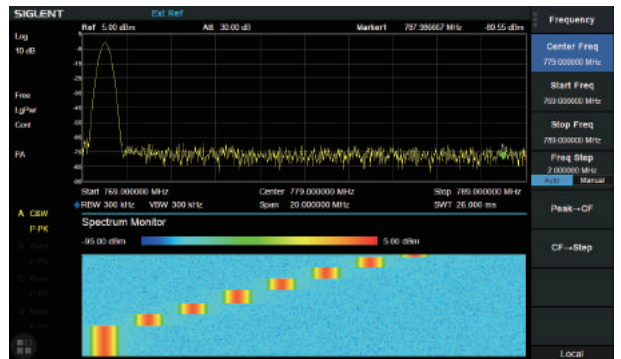 SIGLENT
Ext Ref
Log
10 dB
Ref 5.00 dBm
Att 30.00 dB
Marker1 787.986667 MHz -80.55 dBm
Free
LgPwr
Cont
PA
Start 769.000000 MHz
Center 779.000000 MHz
Stop 789.000000 MHz
RBW 300 kHz
VBW 300 kHz
Span 20.000000 MHz
SWT 26.000 ms
A C&W
P-PK
Spectrum Monitor
-95.00 dBm
5.00 dBm
Frequency
Center Freq
779.000000 MHz
Start Freq
769.000000 MHz
Stop Freq
789.000000 MHz
Freq Step
2.000000 MHz
Auto Manual
Peak→CF
CF→Step
Local